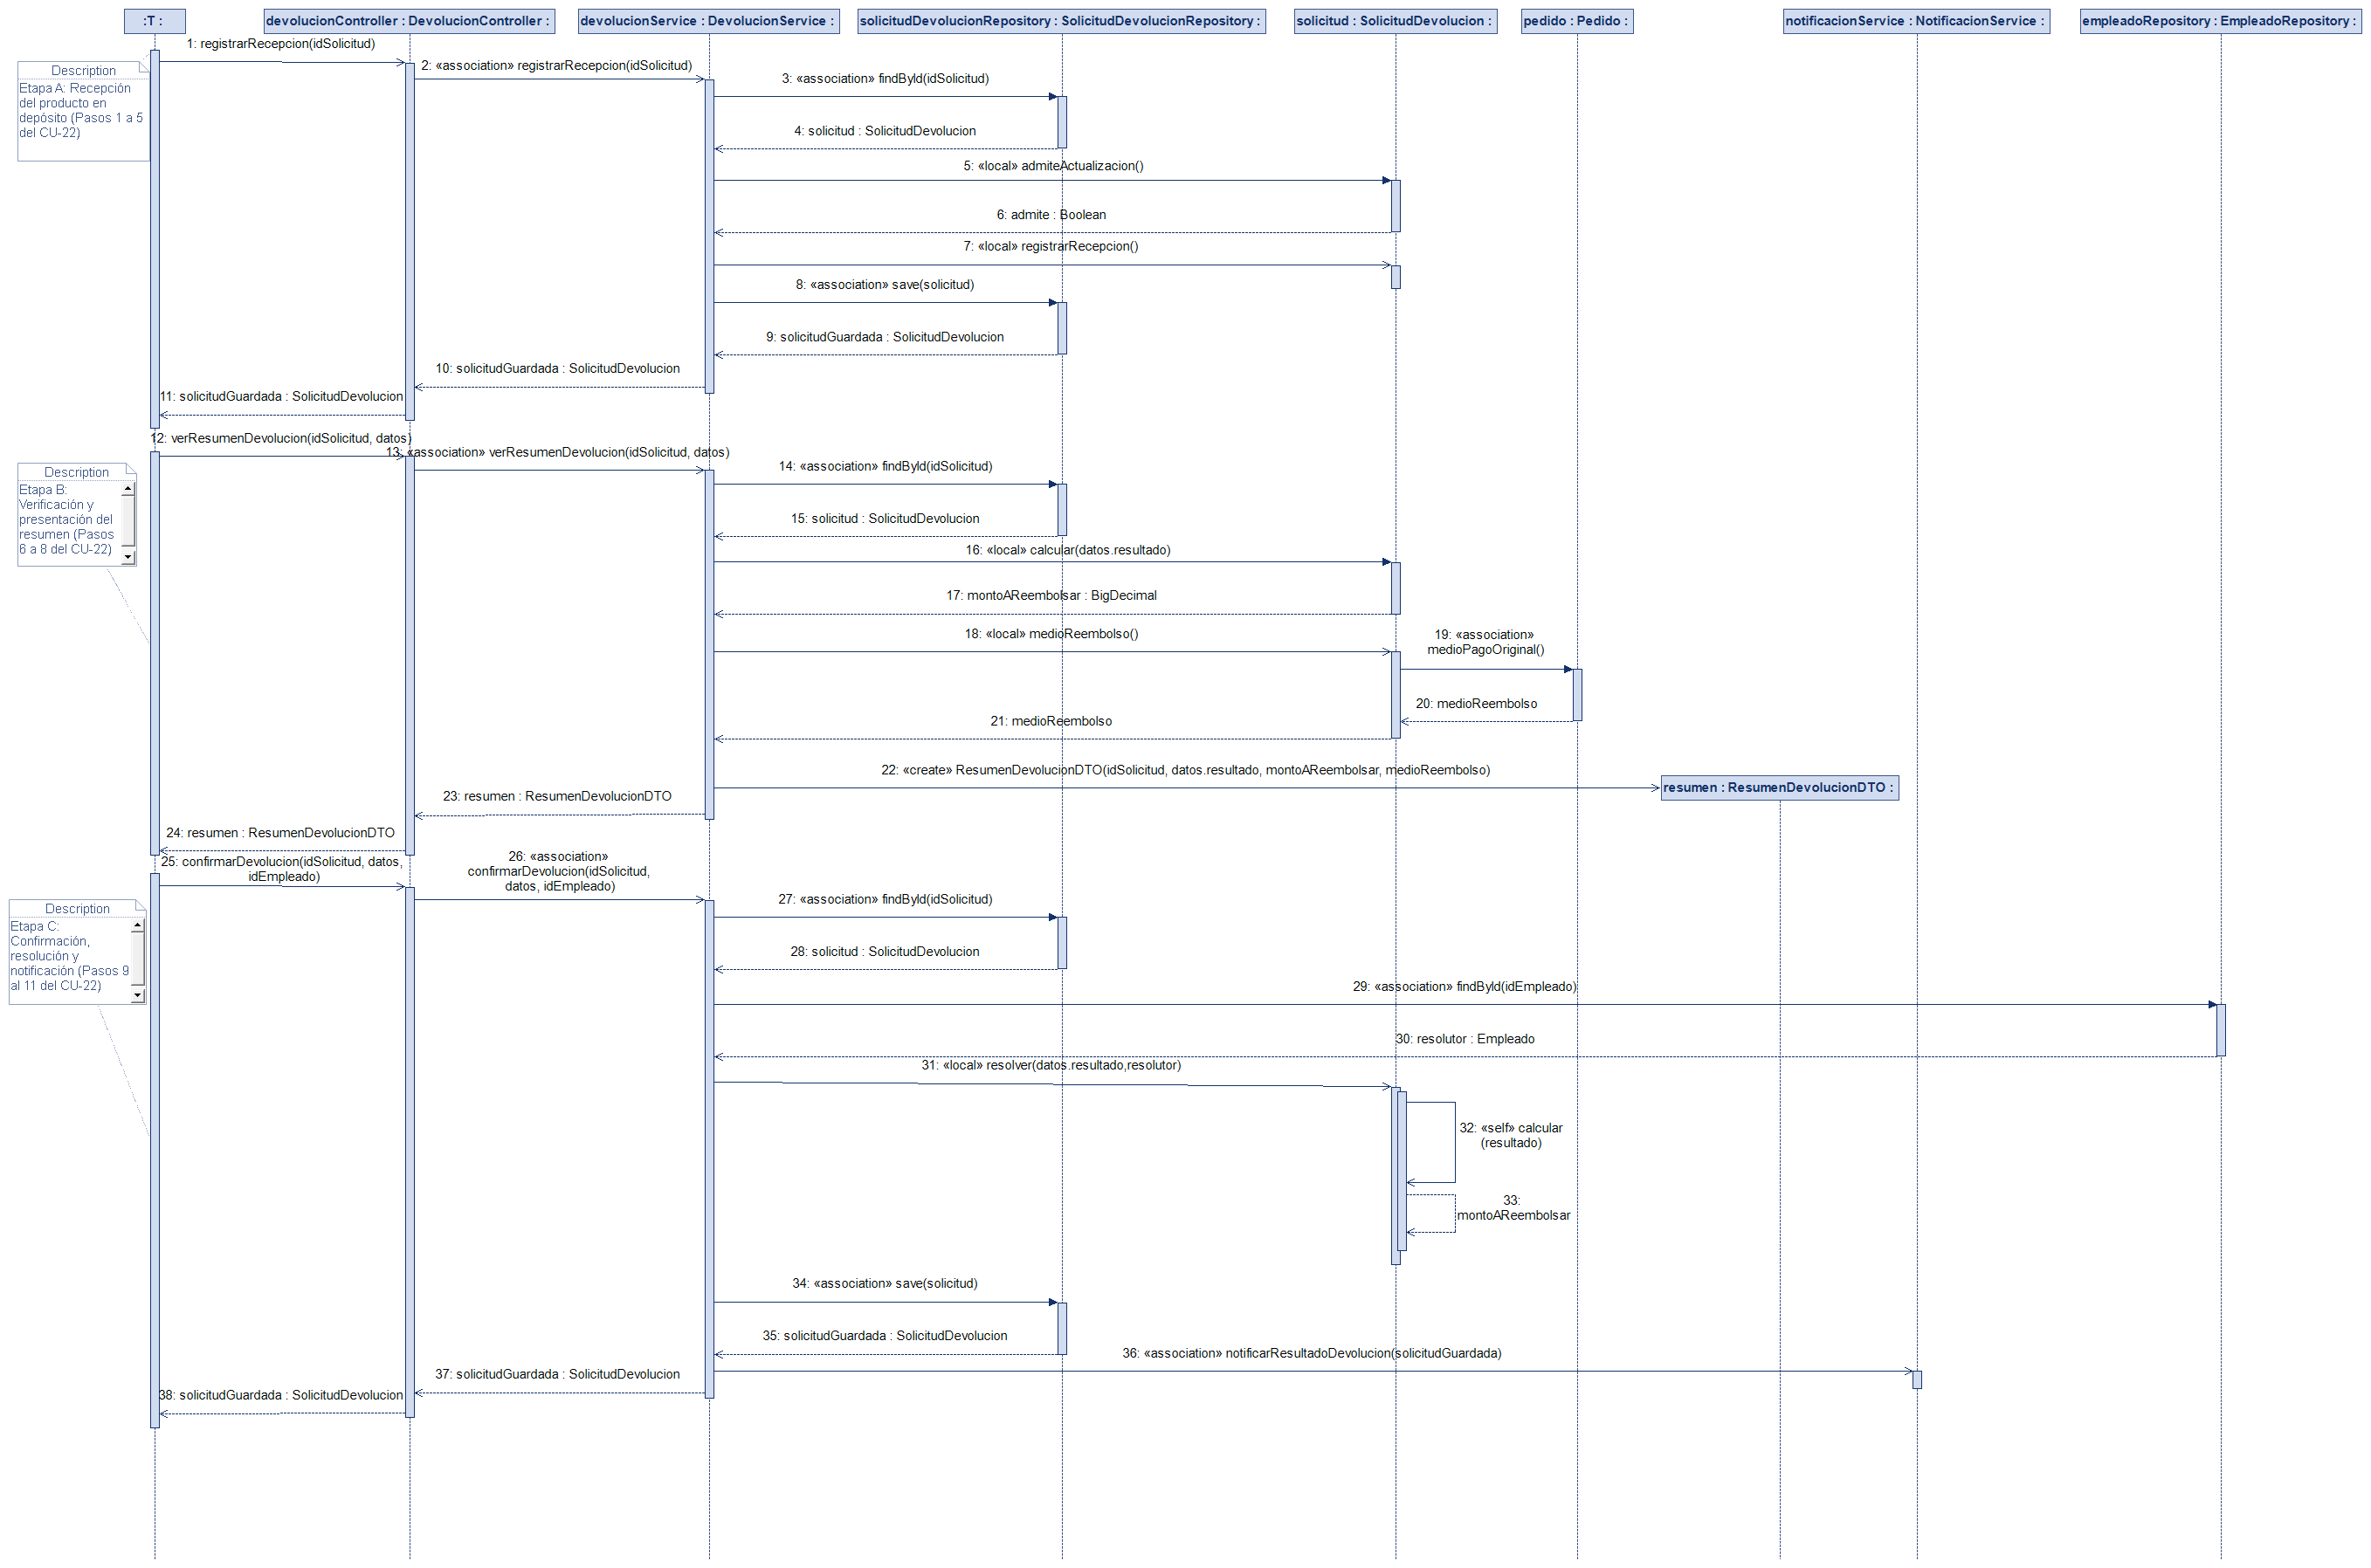 :T :
devolucionController : DevolucionController :
devolucionService : DevolucionService :
solicitudDevolucionRepository : SolicitudDevolucionRepository :
solicitud : SolicitudDevolucion :
pedido : Pedido :
notificacionService : NotificacionService :
empleadoRepository : EmpleadoRepository :
1: registrarRecepcion(idSolicitud)
Description
Etapa A: Recepción
del producto en
depósito (Pasos 1 a 5
del CU-22)
2: «association» registrarRecepcion(idSolicitud)
3: «association» findById(idSolicitud)
4: solicitud : SolicitudDevolucion
5: «local» admiteActualizacion()
6: admite : Boolean
7: «local» registrarRecepcion()
8: «association» save(solicitud)
9: solicitudGuardada : SolicitudDevolucion
10: solicitudGuardada : SolicitudDevolucion
11: solicitudGuardada : SolicitudDevolucion
12: verResumenDevolucion(idSolicitud, datos)
13: «association» verResumenDevolucion(idSolicitud, datos)
Description
Etapa B:
Verificación y
presentación del
resumen (Pasos
6 a 8 del CU-22)
14: «association» findById(idSolicitud)
15: solicitud : SolicitudDevolucion
16: «local» calcular(datos.resultado)
17: montoAReembolsar : BigDecimal
18: «local» medioReembolso()
19: «association»
medioPagoOriginal()
20: medioReembolso
21: medioReembolso
22: «create» ResumenDevolucionDTO(idSolicitud, datos.resultado, montoAReembolsar, medioReembolso)
resumen : ResumenDevolucionDTO :
23: resumen : ResumenDevolucionDTO
24: resumen : ResumenDevolucionDTO
25: confirmarDevolucion(idSolicitud, datos,
idEmpleado)
26: «association»
confirmarDevolucion(idSolicitud,
datos, idEmpleado)
Description
Etapa C:
Confirmación,
resolución y
notificación (Pasos 9
al 11 del CU-22)
27: «association» findById(idSolicitud)
28: solicitud : SolicitudDevolucion
29: «association» findById(idEmpleado)
30: resolutor : Empleado
31: «local» resolver(datos.resultado,resolutor)
32: «self» calcular
(resultado)
33:
montoAReembolsar
34: «association» save(solicitud)
35: solicitudGuardada : SolicitudDevolucion
36: «association» notificarResultadoDevolucion(solicitudGuardada)
37: solicitudGuardada : SolicitudDevolucion
38: solicitudGuardada : SolicitudDevolucion